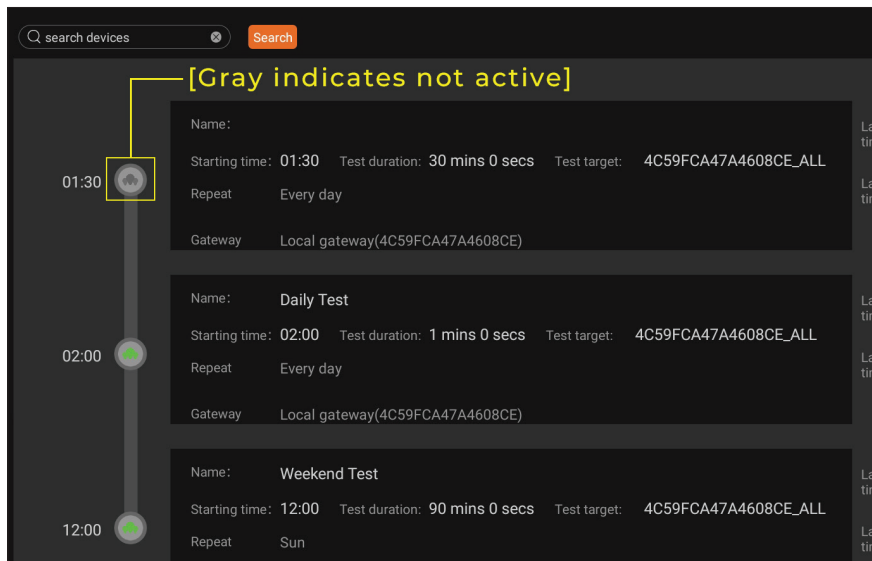 search devices Search
[Gray indicates not active]
Name:
01:30 Starting time: 01:30 Test duration: 30 mins 0 secs Test target: 4C59FCA47A4608CE_ALL
Repeat Every day
Gateway Local gateway(4C59FCA47A4608CE)
Name: Daily Test
Starting time: 02:00 Test duration: 1 mins 0 secs Test target: 4C59FCA47A4608CE_ALL
02:00 Repeat Every day
Gateway Local gateway(4C59FCA47A4608CE)
Name: Weekend Test
Starting time: 12:00 Test duration: 90 mins 0 secs Test target: 4C59FCA47A4608CE_ALL
12:00 Repeat Sun